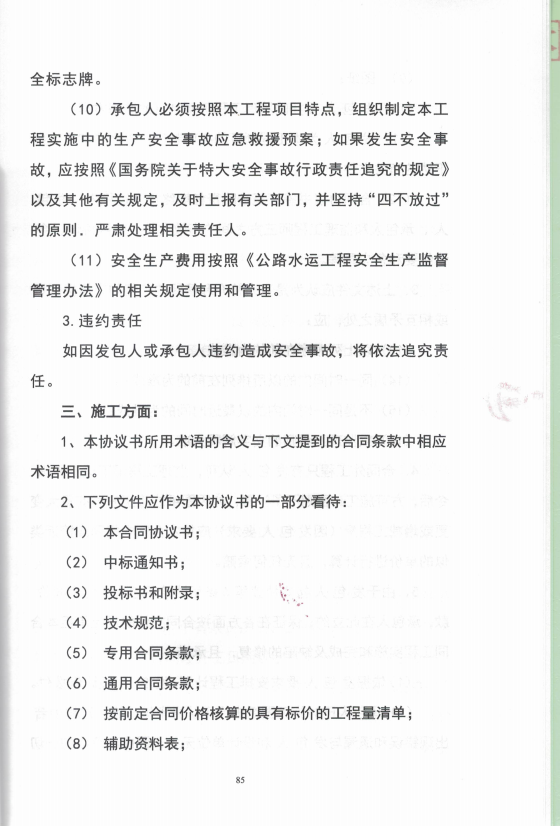 全标志牌。
（10）承包人必须按照本工程项目特点，组织制定本工
程实施中的生产安全事故应急救援预案；如果发生安全事
故，应按照《国务院关于特大安全事故行政责任追究的规定》
以及其他有关规定，及时上报有关部门，并坚持“四不放过”
的原则．严肃处理相关责任人。
（11）安全生产费用按照《公路水运工程安全生产监督
管理办法》的相关规定使用和管理。
3.违约责任
如因发包人或承包人违约造成安全事故，将依法追究责
任。
三、施工方面：
1、本协议书所用术语的含义与下文提到的合同条款中相应
术语相同。
2、下列文件应作为本协议书的一部分看待：
（1） 本合同协议书；
（2） 中标通知书；
（3） 投标书和附录；
（4） 技术规范；
（5） 专用合同条款；
（6） 通用合同条款；
（7） 按前定合同价格核算的具有标价的工程量清单；
（8） 辅助资料表；
85